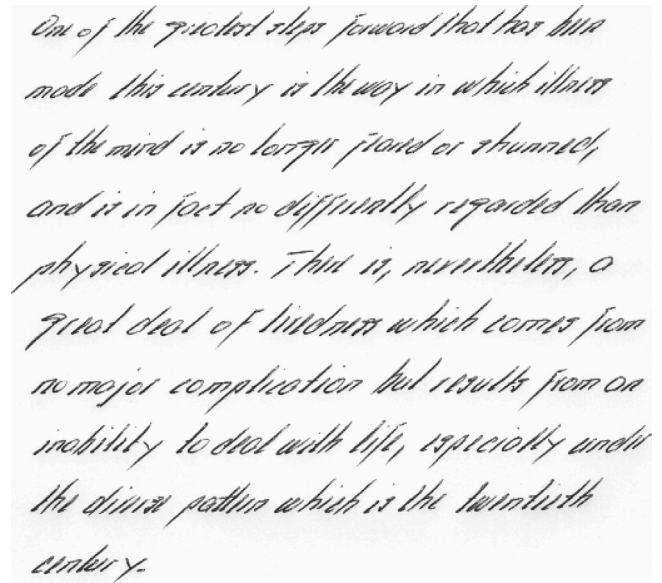 One of the greatest steps forward that has been
made this century is the way in which illness
of the mind is no longer feared or shunned,
and is in fact no differently regarded than
physical illness. There is, nevertheless, a
great deal of tiredness which comes from
no major complication but results from an
inability to deal with life, especially under
the diverse pattern which is the twentieth
century.